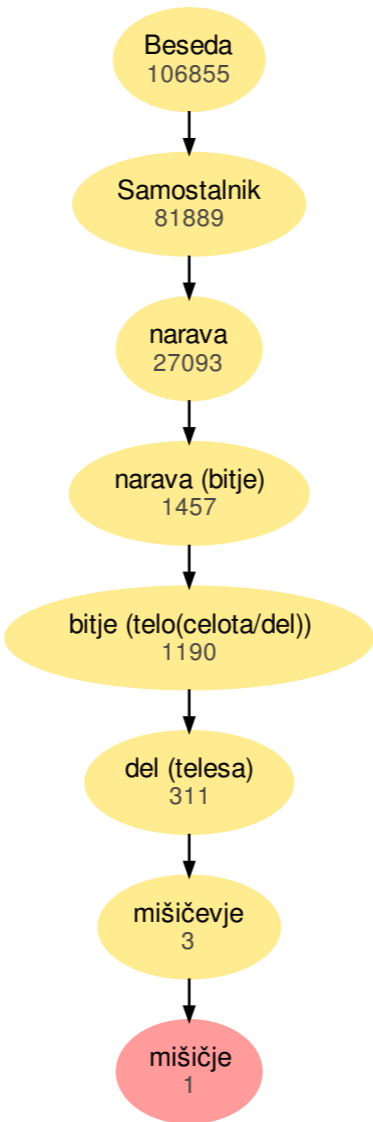 Beseda
106855
Samostalnik
81889
narava
27093
narava (bitje)
1457
bitje (telo(celota/del))
1190
del (telesa)
311
mišičevje
3
mišičje
1